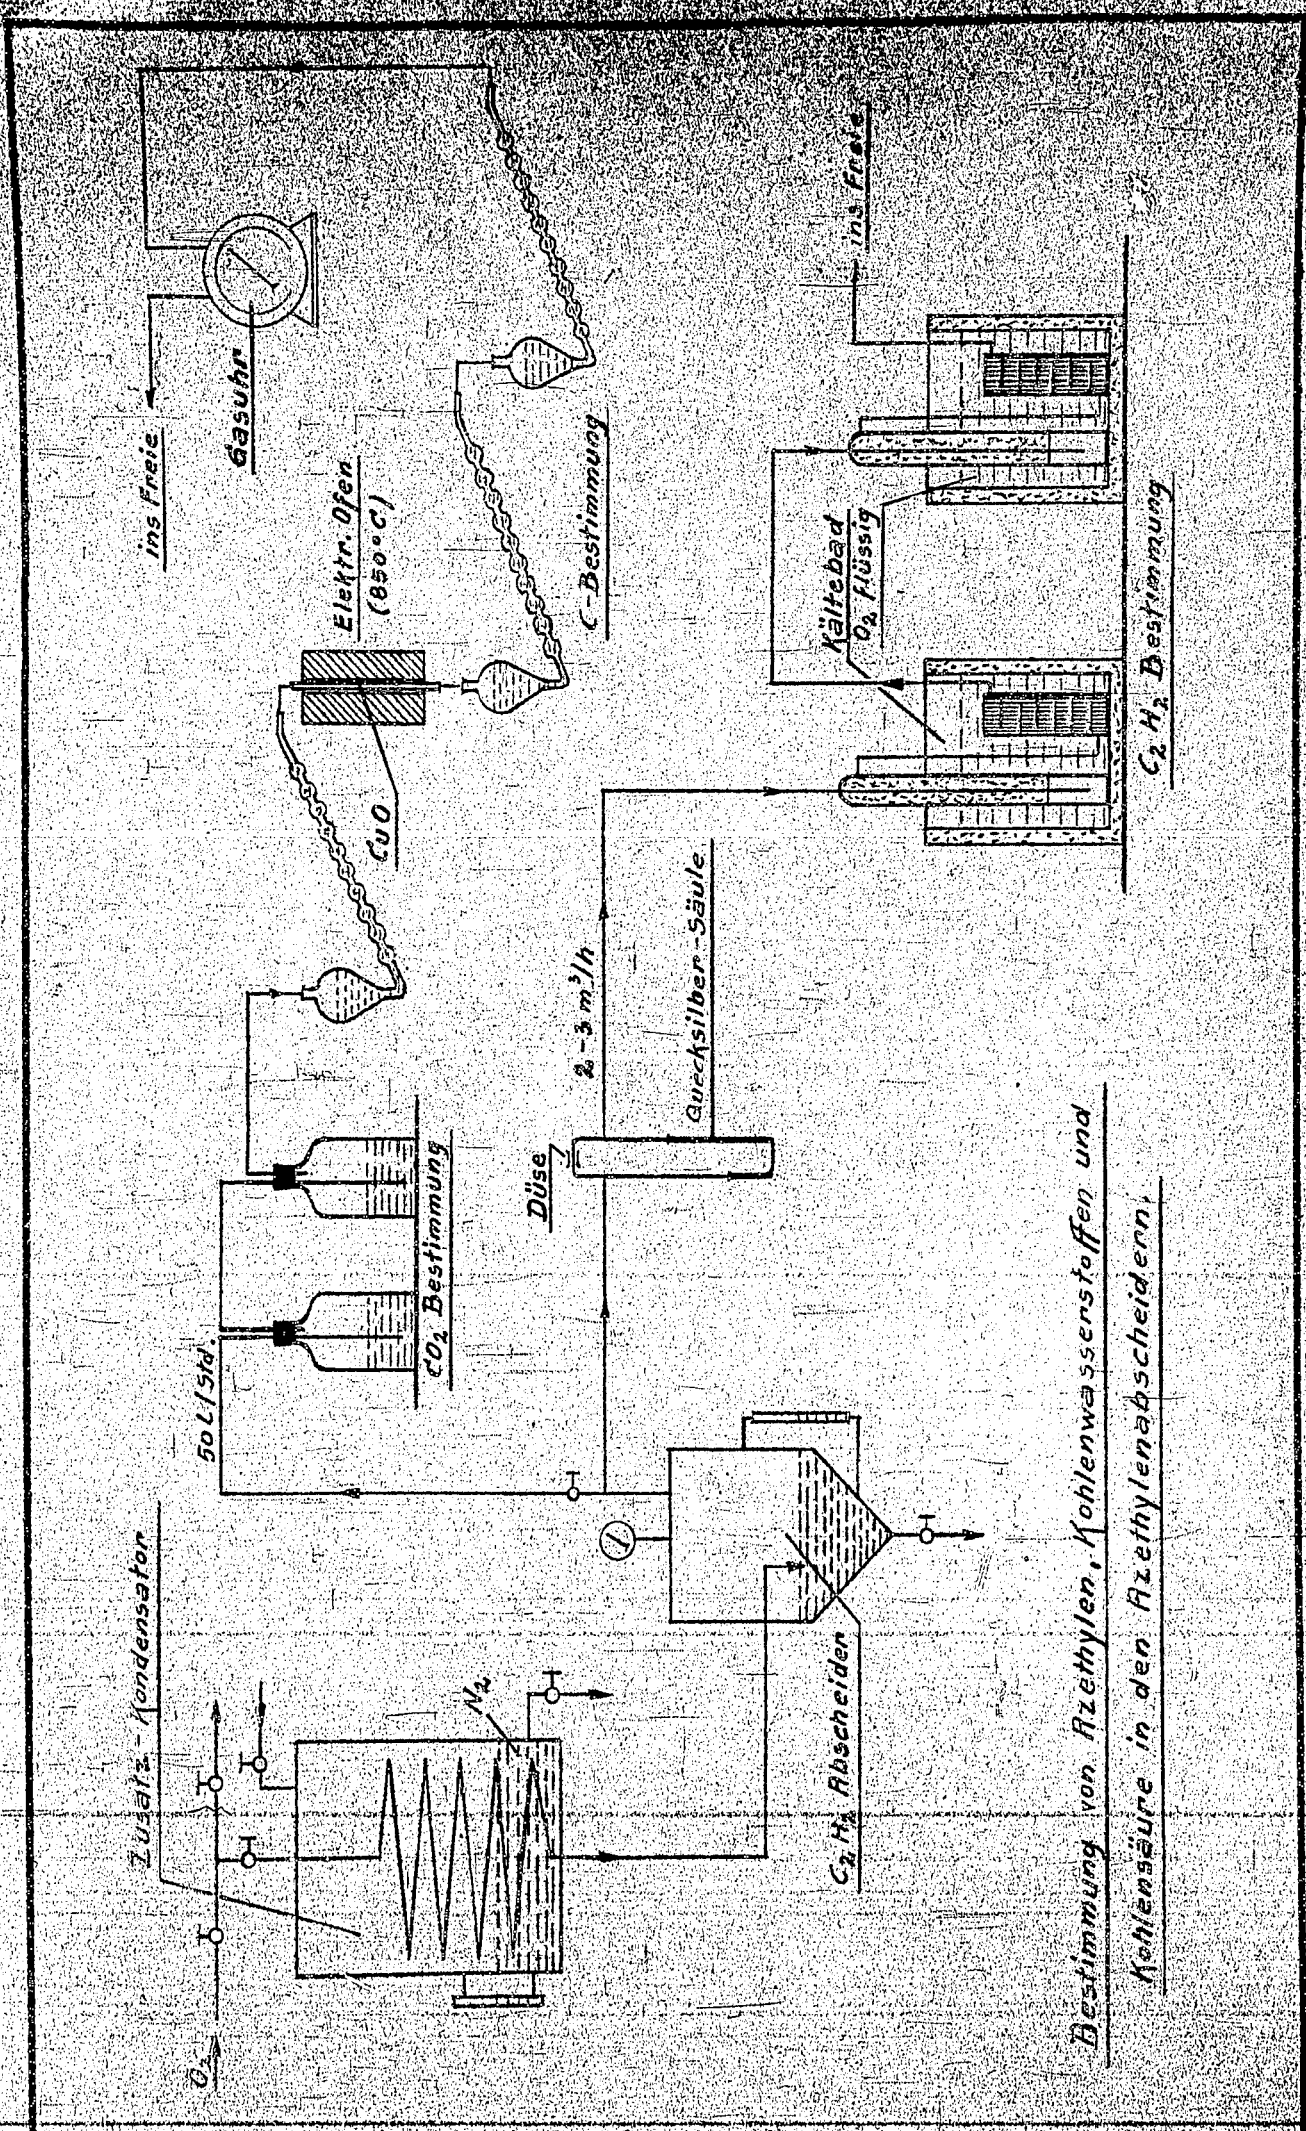 O₂
Zusatz-Kondensator
N₂
C₂H₂ Abscheider
50 L/Std.
CO₂ Bestimmung
Düse
Quecksilber-Säule
2-3 m³/h
CuO
Elektr. Ofen
(850°C)
C-Bestimmung
ins Freie
Gasuhr
Kältebad
O₂ flüssig
ins Freie
C₂H₂ Bestimmung
Bestimmung von Azethylen, Kohlenwasserstoffen und
Kohlensäure in den Azethylenabscheidern.